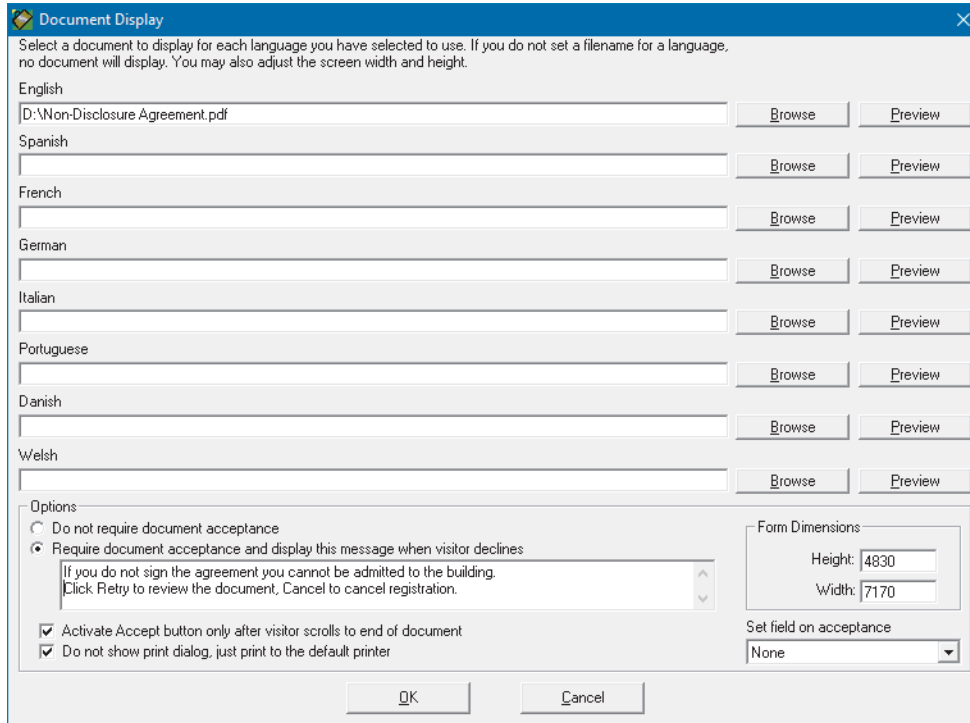 Document Display
Select a document to display for each language you have selected to use. If you do not set a filename for a language,
no document will display. You may also adjust the screen width and height.
English
D:\Non-Disclosure Agreement.pdf Browse Preview
Spanish
Browse Preview
French
Browse Preview
German
Browse Preview
Italian
Browse Preview
Portuguese
Browse Preview
Danish
Browse Preview
Welsh
Browse Preview
Options
Do not require document acceptance
Require document acceptance and display this message when visitor declines
If you do not sign the agreement you cannot be admitted to the building.
Click Retry to review the document, Cancel to cancel registration.
Activate Accept button only after visitor scrolls to end of document
Do not show print dialog, just print to the default printer
Form Dimensions
Height: 4830
Width: 7170
Set field on acceptance
None
OK Cancel